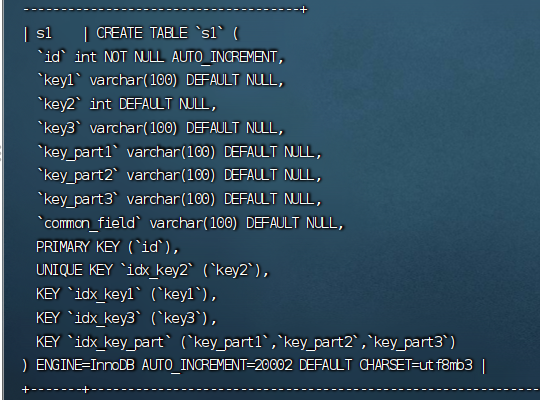 --------------------------------------+
| s1    | CREATE TABLE `s1` (
  `id` int NOT NULL AUTO_INCREMENT,
  `key1` varchar(100) DEFAULT NULL,
  `key2` int DEFAULT NULL,
  `key3` varchar(100) DEFAULT NULL,
  `key_part1` varchar(100) DEFAULT NULL,
  `key_part2` varchar(100) DEFAULT NULL,
  `key_part3` varchar(100) DEFAULT NULL,
  `common_field` varchar(100) DEFAULT NULL,
  PRIMARY KEY (`id`),
  UNIQUE KEY `idx_key2` (`key2`),
  KEY `idx_key1` (`key1`),
  KEY `idx_key3` (`key3`),
  KEY `idx_key_part` (`key_part1`,`key_part2`,`key_part3`)
) ENGINE=InnoDB AUTO_INCREMENT=20002 DEFAULT CHARSET=utf8mb3 |
+-------+--------------------------------------------------------------